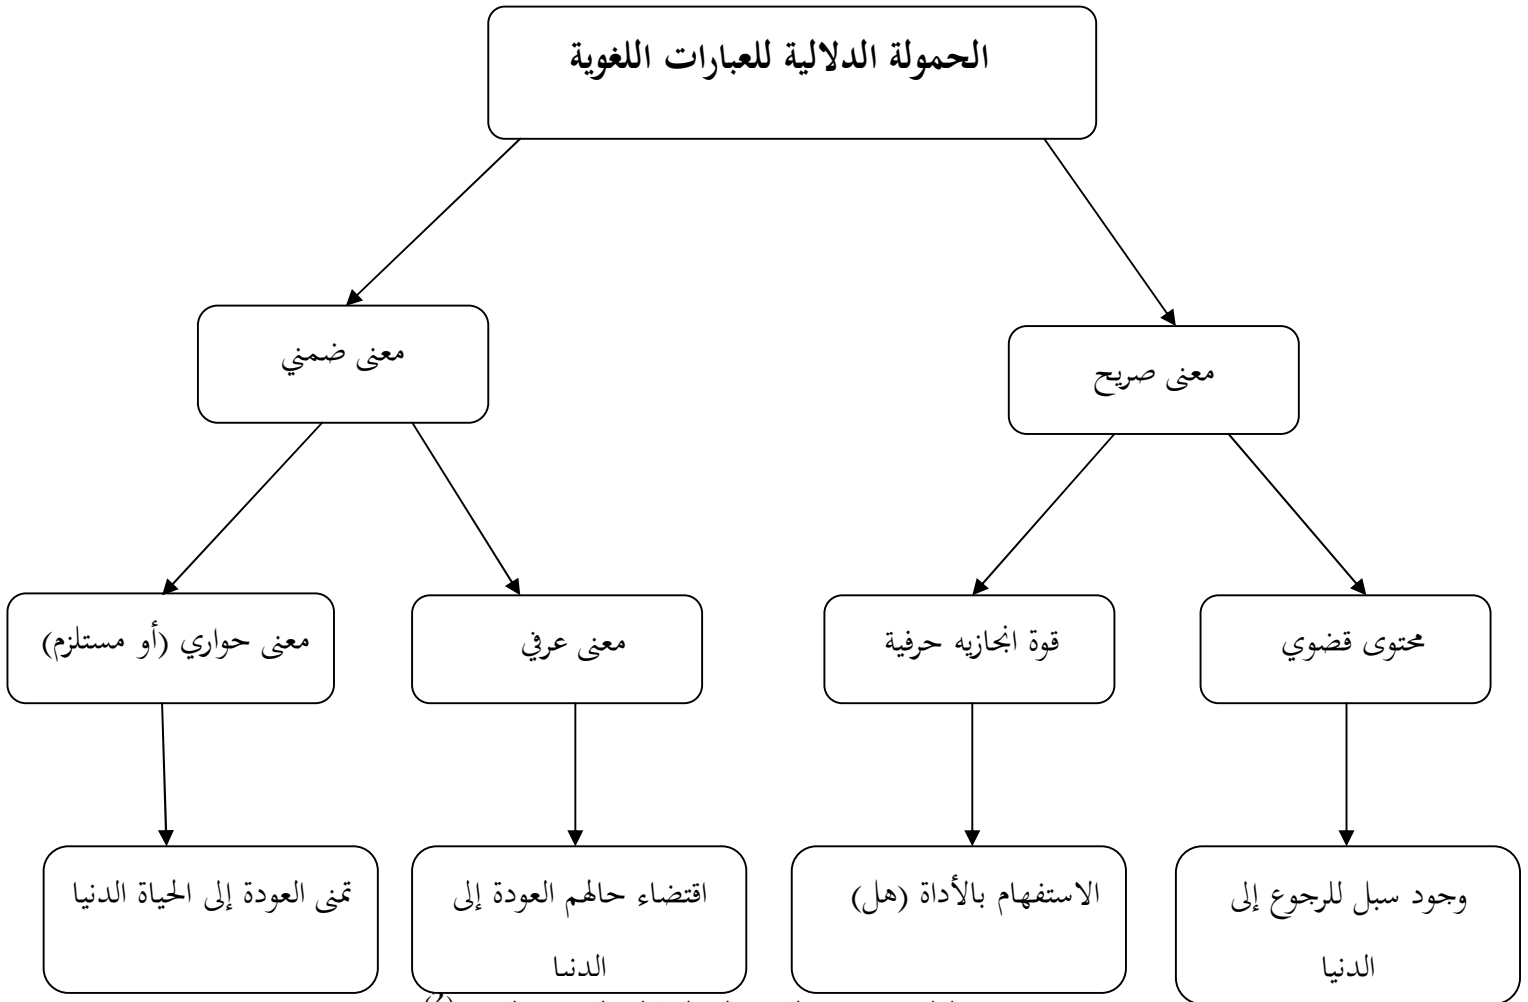 الحمولة الدلالية للعبارات اللغوية
معنى صريح
معنى ضمني
محتوى قضوي
قوة انجازيه حرفية
معنى عرفي
معنى حواري (أو مستلزم)
وجود سبل للرجوع إلى
الدنيا
الاستفهام بالأداة (هل)
اقتضاء حالهم العودة إلى
الدنيا
تمنى العودة إلى الحياة الدنيا